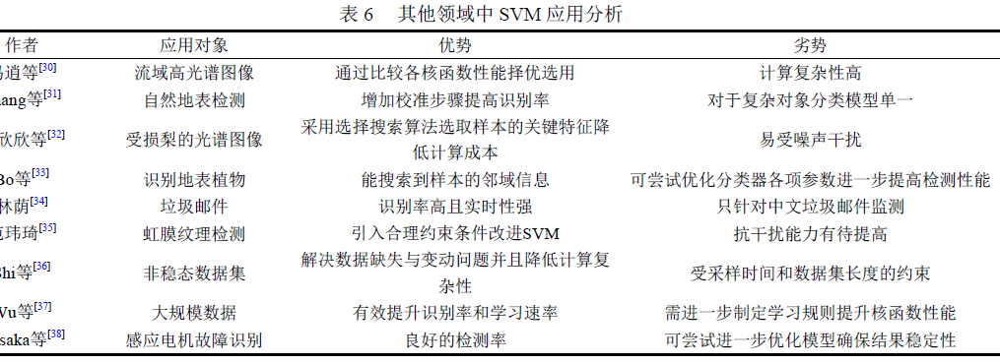 表 6 其他领域中 SVM 应用分析
作者 应用对象 优势 劣势
逍等[30] 流域高光谱图像 通过比较各核函数性能择优选用 计算复杂性高
ang等[31] 自然地表检测 增加校准步骤提高识别率 对于复杂对象分类模型单一
欣欣等[32] 受损梨的光谱图像 采用选择搜索算法选取样本的关键特征降低计算成本 易受噪声干扰
Bo等[33] 识别地表植物 能搜索到样本的邻域信息 可尝试优化分类器各项参数进一步提高检测性能
林荫[34] 垃圾邮件 识别率高且实时性强 只针对中文垃圾邮件监测
玮琦[35] 虹膜纹理检测 引入合理约束条件改进SVM 抗干扰能力有待提高
Shi等[36] 非稳态数据集 解决数据缺失与变动问题并且降低计算复杂性 受采样时间和数据集长度的约束
Wu等[37] 大规模数据 有效提升识别率和学习速率 需进一步制定学习规则提升核函数性能
saka等[38] 感应电机故障识别 良好的检测率 可尝试进一步优化模型确保结果稳定性